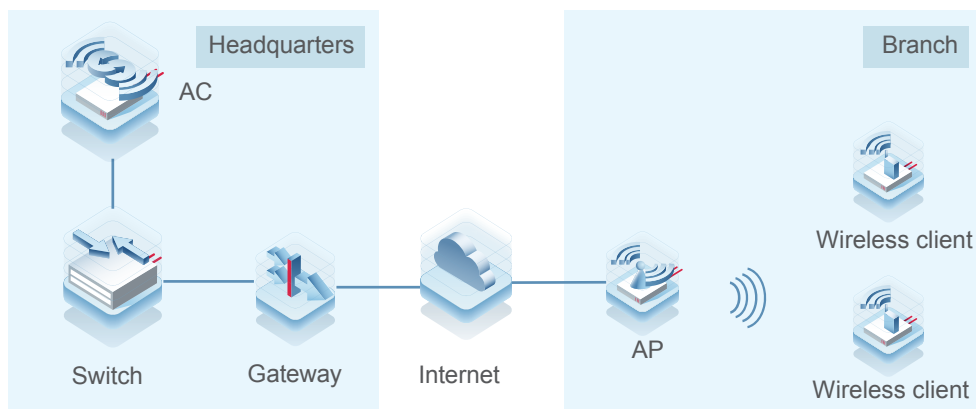 Headquarters
Branch
AC
Wireless client
Switch
Gateway
Internet
AP
Wireless client